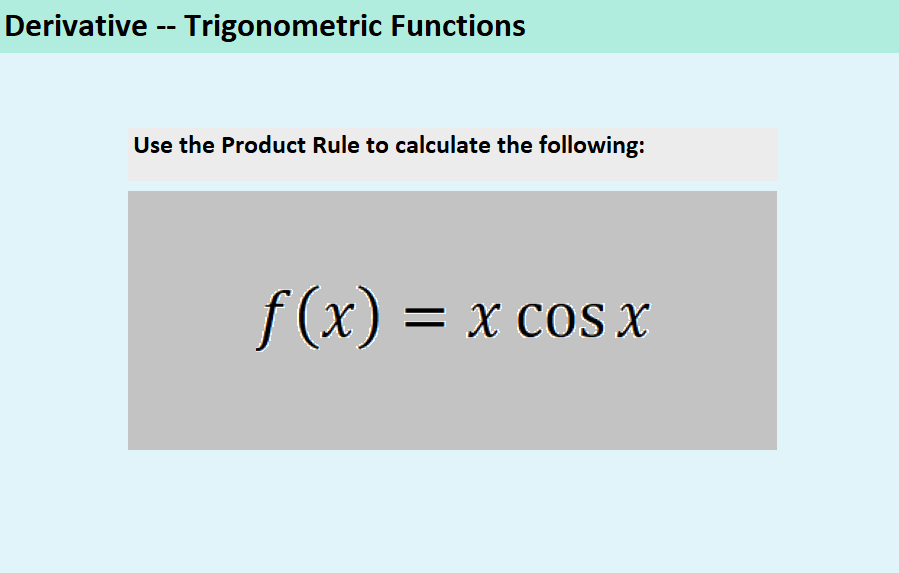 Derivative -- Trigonometric Functions
Use the Product Rule to calculate the following:
f(x) = x cos x